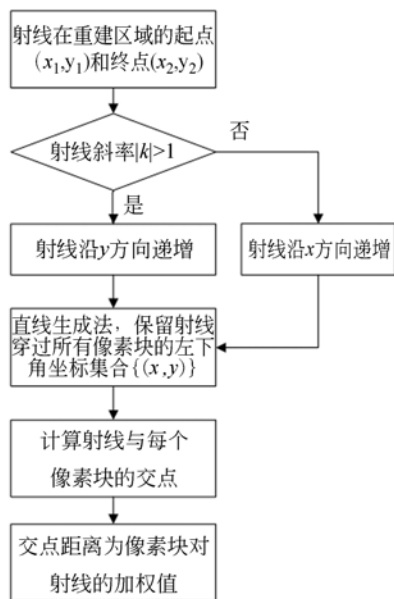 射线在重建区域的起点
(x₁,y₁)和终点(x₂,y₂)
射线斜率|k|>1
否
是
射线沿y方向递增
射线沿x方向递增
直线生成法，保留射线
穿过所有像素块的左下
角坐标集合{(x,y)}
计算射线与每个
像素块的交点
交点距离为像素块对
射线的加权值